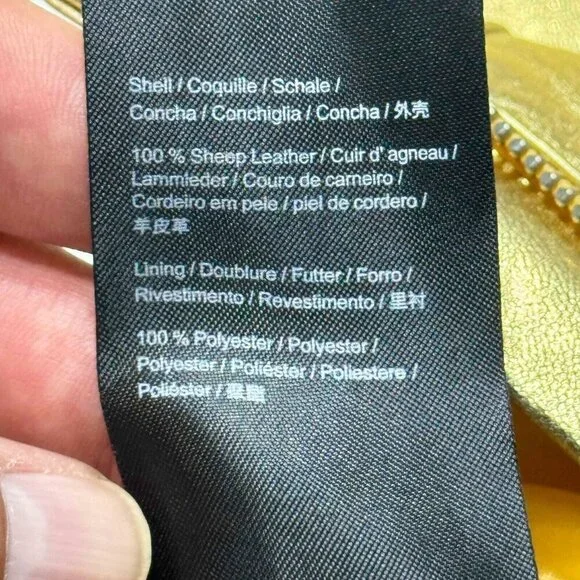 Shell / Coquille / Schale /
Concha / Conchiglia / Concha / 外壳
100 % Sheep Leather / Cuir d' agneau /
Lammleder / Couro de carneiro /
Cordeiro em pele / piel de cordero /
羊皮革
Lining / Doublure / Futter / Forro /
Rivestimento / Revestimento / 里衬
100 % Polyester / Polyester /
Polyester / Poliéster / Poliestere /
Poliéster /